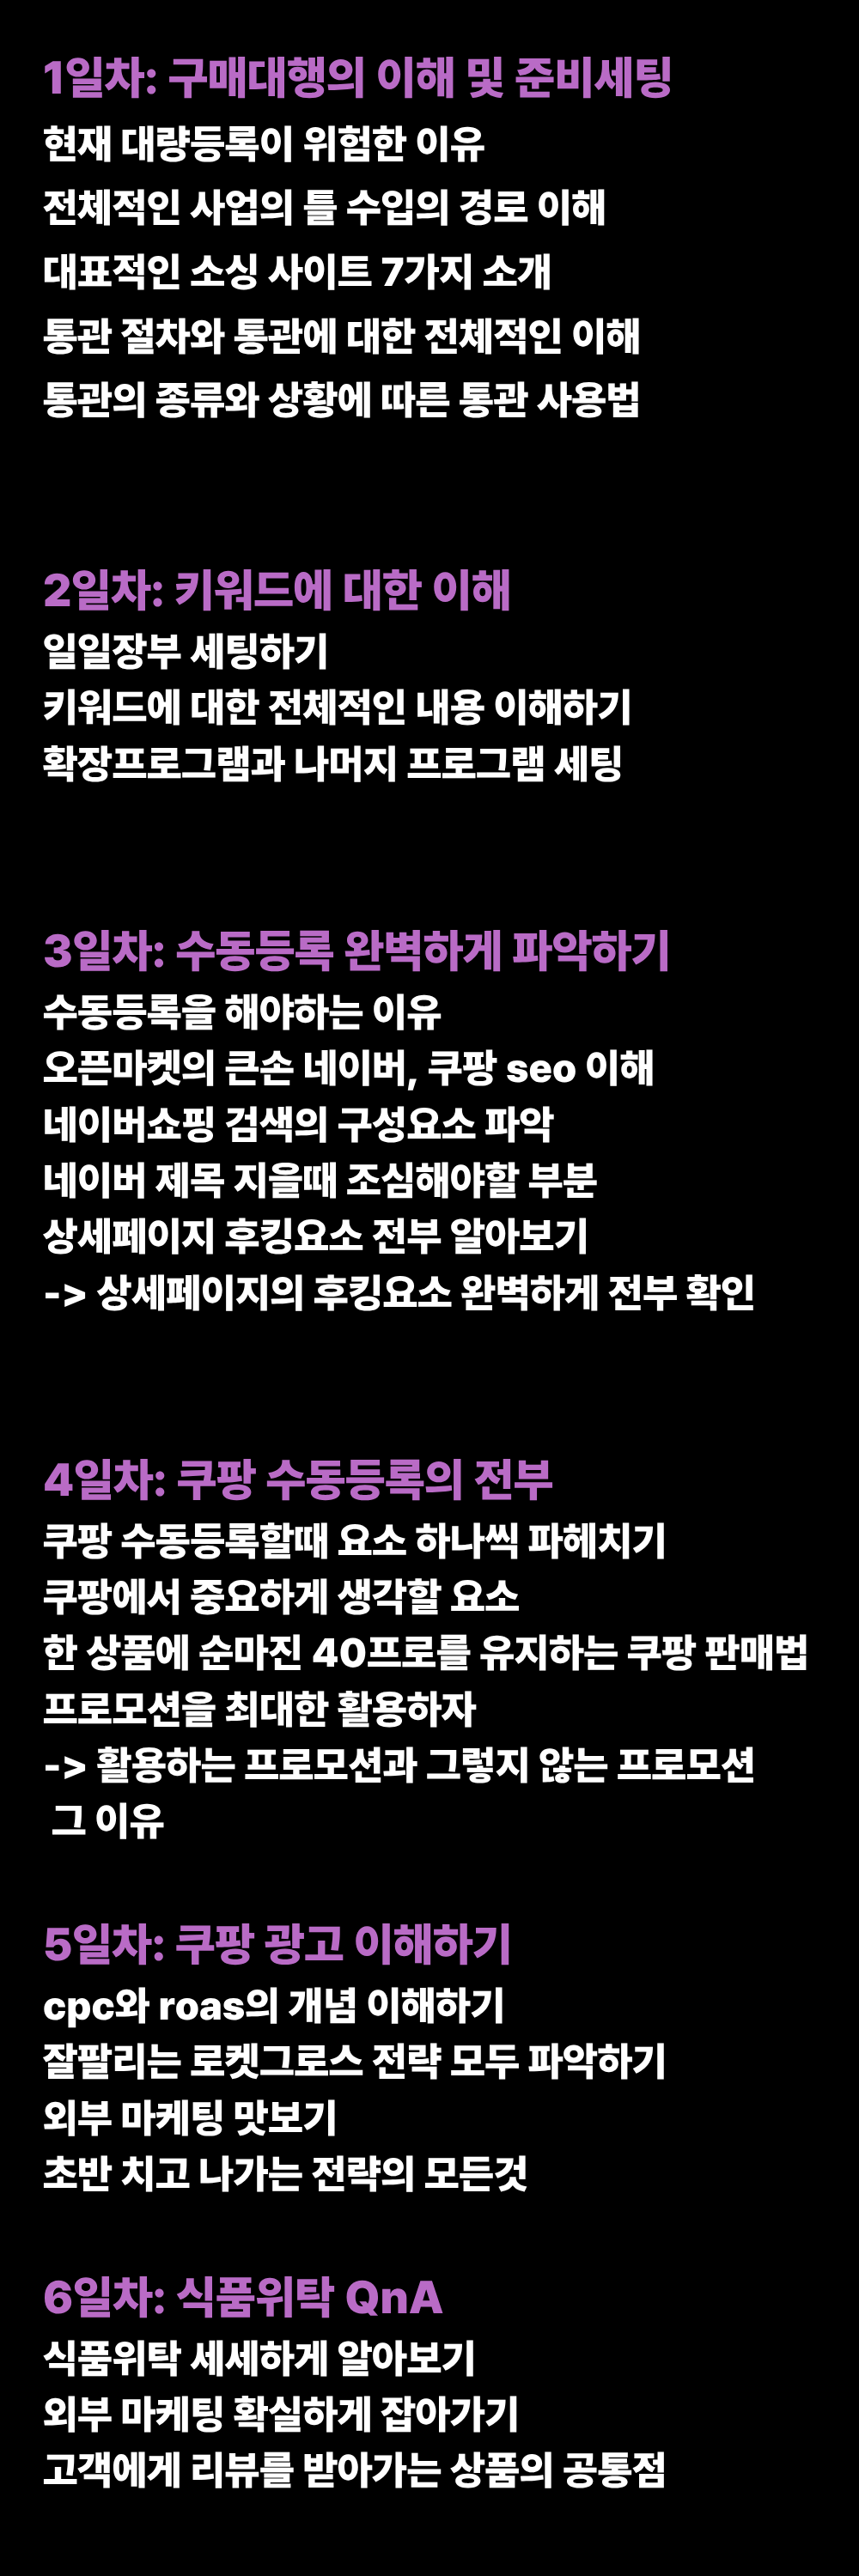 1일차: 구매대행의 이해 및 준비세팅
현재 대량등록이 위험한 이유
전체적인 사업의 틀 수입의 경로 이해
대표적인 소싱 사이트 7가지 소개
통관 절차와 통관에 대한 전체적인 이해
통관의 종류와 상황에 따른 통관 사용법
2일차: 키워드에 대한 이해
일일장부 세팅하기
키워드에 대한 전체적인 내용 이해하기
확장프로그램과 나머지 프로그램 세팅
3일차: 수동등록 완벽하게 파악하기
수동등록을 해야하는 이유
오픈마켓의 큰손 네이버, 쿠팡 seo 이해
네이버쇼핑 검색의 구성요소 파악
네이버 제목 지을때 조심해야할 부분
상세페이지 후킹요소 전부 알아보기
-> 상세페이지의 후킹요소 완벽하게 전부 확인
4일차: 쿠팡 수동등록의 전부
쿠팡 수동등록할때 요소 하나씩 파헤치기
쿠팡에서 중요하게 생각할 요소
한 상품에 순마진 40프로를 유지하는 쿠팡 판매법
프로모션을 최대한 활용하자
-> 활용하는 프로모션과 그렇지 않는 프로모션
그 이유
5일차: 쿠팡 광고 이해하기
cpc와 roas의 개념 이해하기
잘팔리는 로켓그로스 전략 모두 파악하기
외부 마케팅 맛보기
초반 치고 나가는 전략의 모든것
6일차: 식품위탁 QnA
식품위탁 세세하게 알아보기
외부 마케팅 확실하게 잡아가기
고객에게 리뷰를 받아가는 상품의 공통점